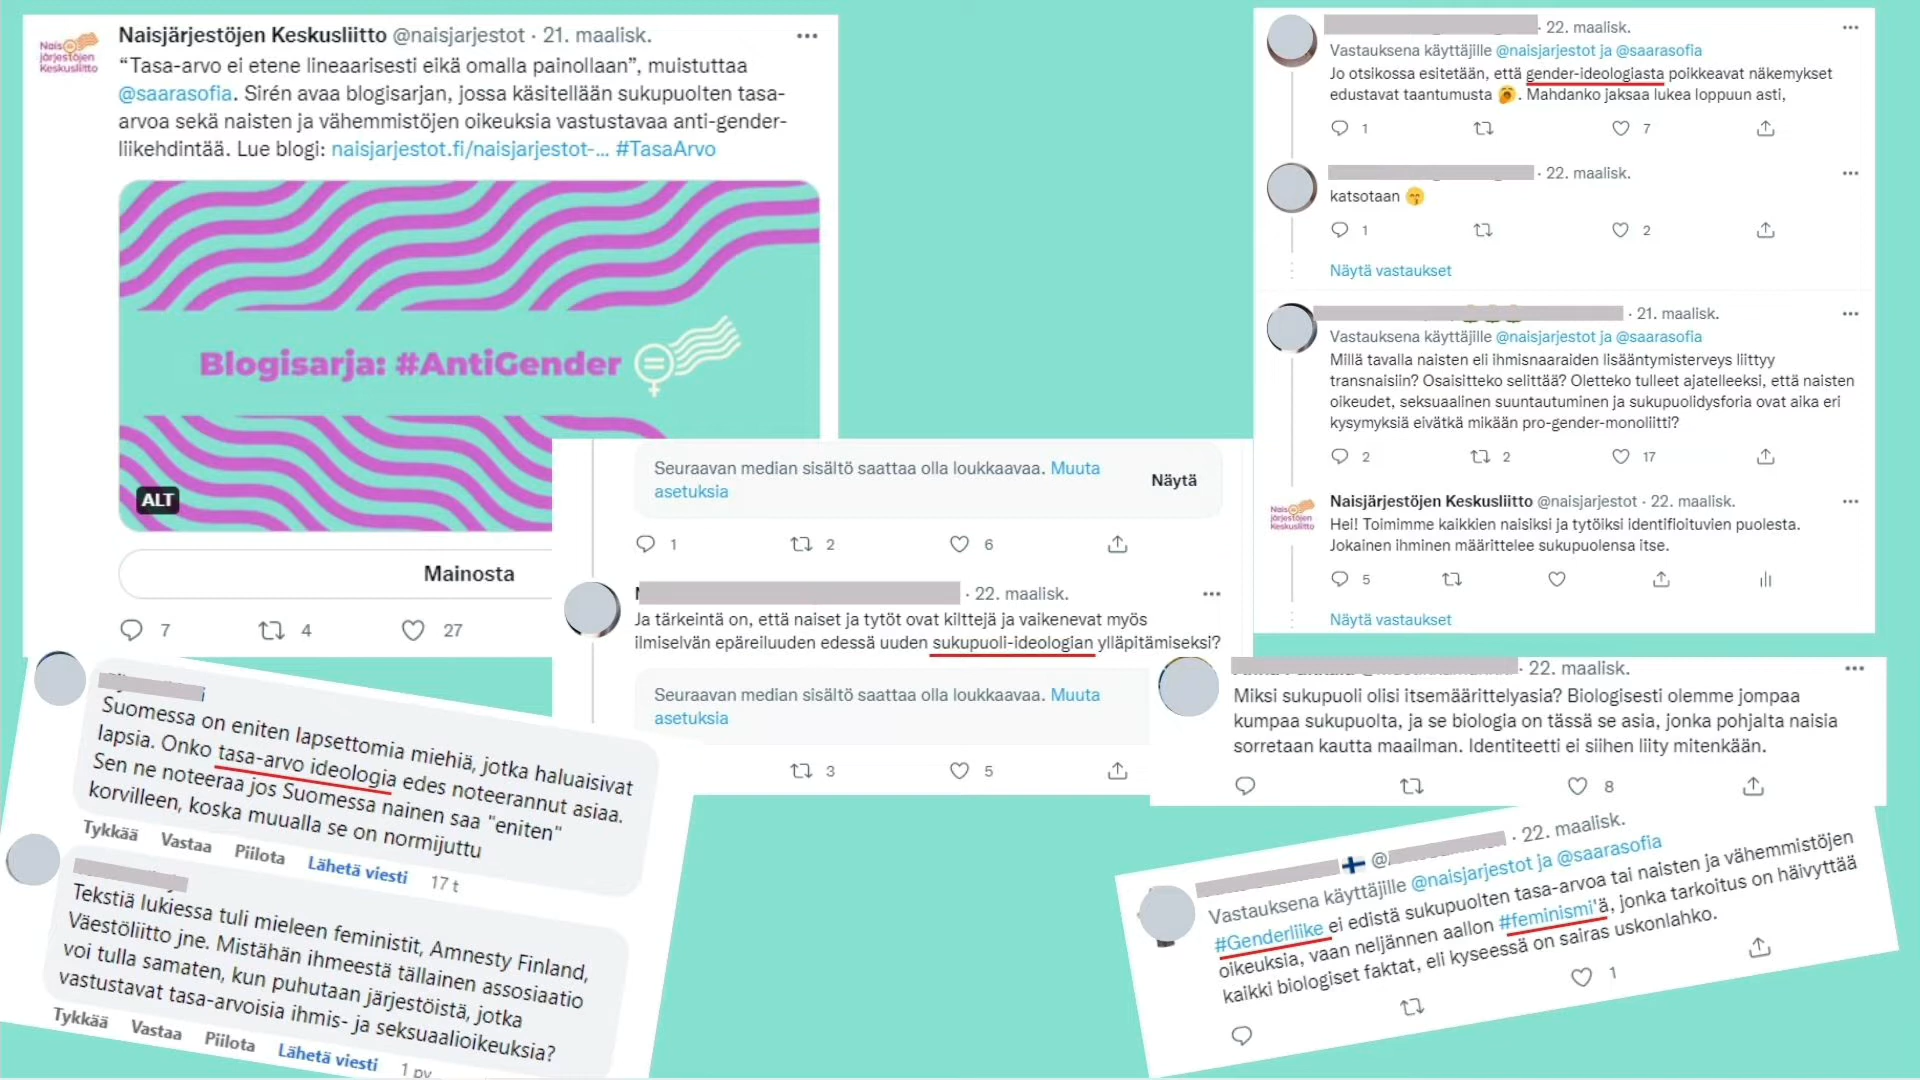 Nais
järjestöjen
Keskusliitto
Naisjärjestöjen Keskusliitto @naisjarjestot · 21. maalisk.
“Tasa-arvo ei etene lineaarisesti eikä omalla painollaan”, muistuttaa
@saarasofia. Sirén avaa blogisarjan, jossa käsitellään sukupuolten tasa-
arvoa sekä naisten ja vähemmistöjen oikeuksia vastustavaa anti-gender-
liikehdintää. Lue blogi: naisjarjestot.fi/naisjarjestot-... #TasaArvo
Blogisarja: #AntiGender
ALT
Mainosta
7 4 27
Seuraavan median sisältö saattaa olla loukkaavaa. Muuta
asetuksia
Näytä
1 2 6
· 22. maalisk.
Ja tärkeintä on, että naiset ja tytöt ovat kilttejä ja vaikenevat myös
ilmiselvän epäreiluuden edessä uuden sukupuoli-ideologian ylläpitämiseksi?
Seuraavan median sisältö saattaa olla loukkaavaa. Muuta
asetuksia
3 5
Suomessa on eniten lapsettomia miehiä, jotka haluaisivat
lapsia. Onko tasa-arvo ideologia edes noteerannut asiaa.
Sen ne noteeraa jos Suomessa nainen saa "eniten"
korvilleen, koska muualla se on normijuttu
Tykkää Vastaa Piilota Lähetä viesti 17 t
Tekstiä lukiessa tuli mieleen feministit, Amnesty Finland,
Väestöliitto jne. Mistähän ihmeestä tällainen assosiaatio
voi tulla samaten, kun puhutaan järjestöistä, jotka
vastustavat tasa-arvoisia ihmis- ja seksuaalioikeuksia?
Tykkää Vastaa Piilota Lähetä viesti 1 pv
· 22. maalisk.
Vastauksena käyttäjille @naisjarjestot ja @saarasofia
Jo otsikossa esitetään, että gender-ideologiasta poikkeavat näkemykset
edustavat taantumusta 🥱. Mahdanko jaksaa lukea loppuun asti,
1 7
· 22. maalisk.
katsotaan 🤭
1 2
Näytä vastaukset
· 21. maalisk.
Vastauksena käyttäjille @naisjarjestot ja @saarasofia
Millä tavalla naisten eli ihmisnaaraiden lisääntymisterveys liittyy
transnaisiin? Osaisitteko selittää? Oletteko tulleet ajatelleeksi, että naisten
oikeudet, seksuaalinen suuntautuminen ja sukupuolidysforia ovat aika eri
kysymyksiä eivätkä mikään pro-gender-monoliitti?
2 2 17
Nais
järjestöjen
Keskusliitto
Naisjärjestöjen Keskusliitto @naisjarjestot · 22. maalisk.
Hei! Toimimme kaikkien naisiksi ja tytöiksi identifioituvien puolesta.
Jokainen ihminen määrittelee sukupuolensa itse.
5
Näytä vastaukset
· 22. maalisk.
Miksi sukupuoli olisi itsemäärittelyasia? Biologisesti olemme jompaa
kumpaa sukupuolta, ja se biologia on tässä se asia, jonka pohjalta naisia
sorretaan kautta maailman. Identiteetti ei siihen liity mitenkään.
8
@ · 22. maalisk.
Vastauksena käyttäjille @naisjarjestot ja @saarasofia
#Genderliike ei edistä sukupuolten tasa-arvoa tai naisten ja vähemmistöjen
oikeuksia, vaan neljännen aallon #feminismi'ä, jonka tarkoitus on häivyttää
kaikki biologiset faktat, eli kyseessä on sairas uskonlahko.
1